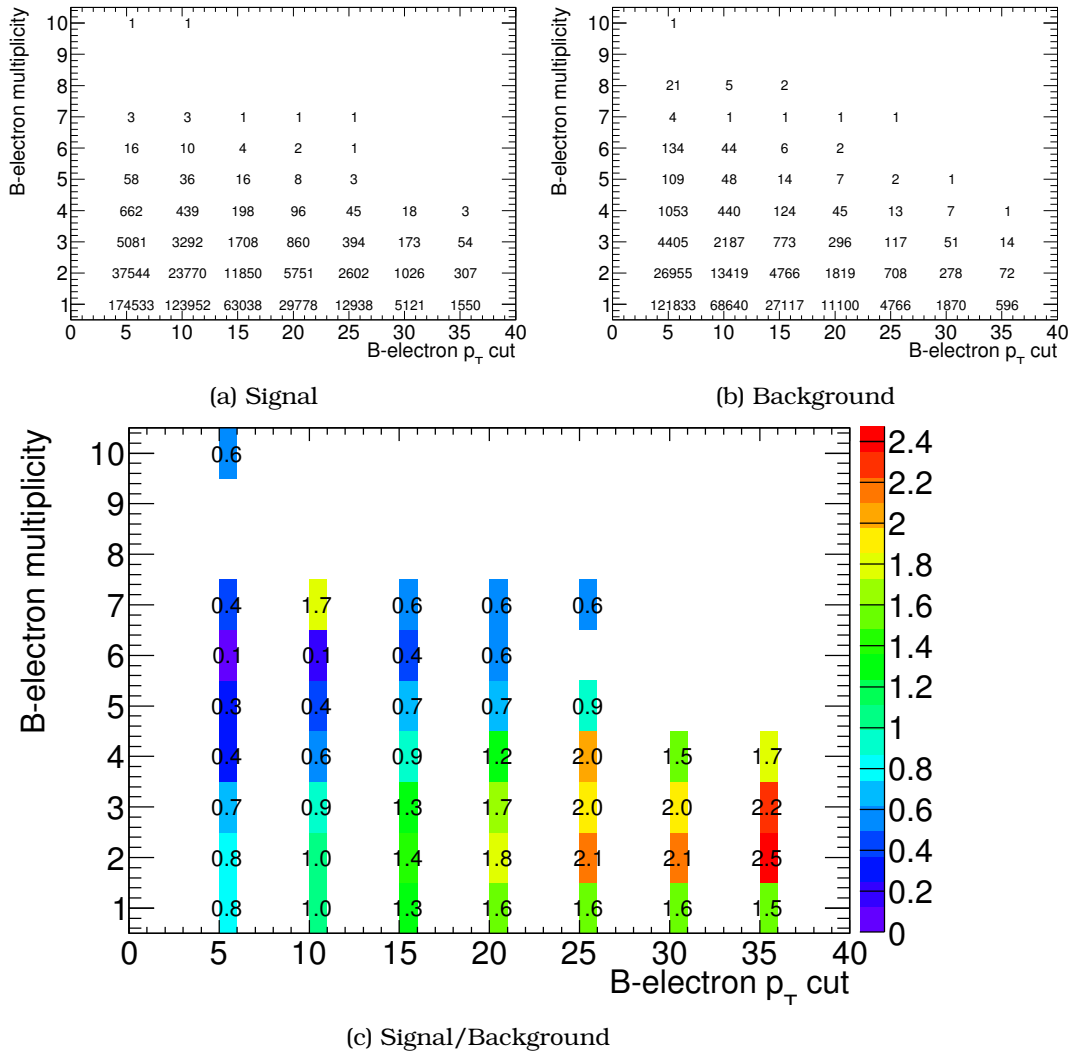 B-electron multiplicity
10 1 1
9
8
7 3 3 1 1 1
6 16 10 4 2 1
5 58 36 16 8 3
4 662 439 198 96 45 18 3
3 5081 3292 1708 860 394 173 54
2 37544 23770 11850 5751 2602 1026 307
1 174533 123952 63038 29778 12938 5121 1550
0 5 10 15 20 25 30 35 40
B-electron p_T cut
(a) Signal
B-electron multiplicity
10 1
9
8 21 5 2
7 4 1 1 1 1
6 134 44 6 2
5 109 48 14 7 2 1
4 1053 440 124 45 13 7 1
3 4405 2187 773 296 117 51 14
2 26955 13419 4766 1819 708 278 72
1 121833 68640 27117 11100 4766 1870 596
0 5 10 15 20 25 30 35 40
B-electron p_T cut
(b) Background
B-electron multiplicity
10 0.6
9
8
7 0.4 1.7 0.6 0.6 0.6
6 0.1 0.1 0.4 0.6
5 0.3 0.4 0.7 0.7 0.9
4 0.4 0.6 0.9 1.2 2.0 1.5 1.7
3 0.7 0.9 1.3 1.7 2.0 2.0 2.2
2 0.8 1.0 1.4 1.8 2.1 2.1 2.5
1 0.8 1.0 1.3 1.6 1.6 1.6 1.5
0 5 10 15 20 25 30 35 40
B-electron p_T cut
2.4
2.2
2
1.8
1.6
1.4
1.2
1
0.8
0.6
0.4
0.2
0
(c) Signal/Background